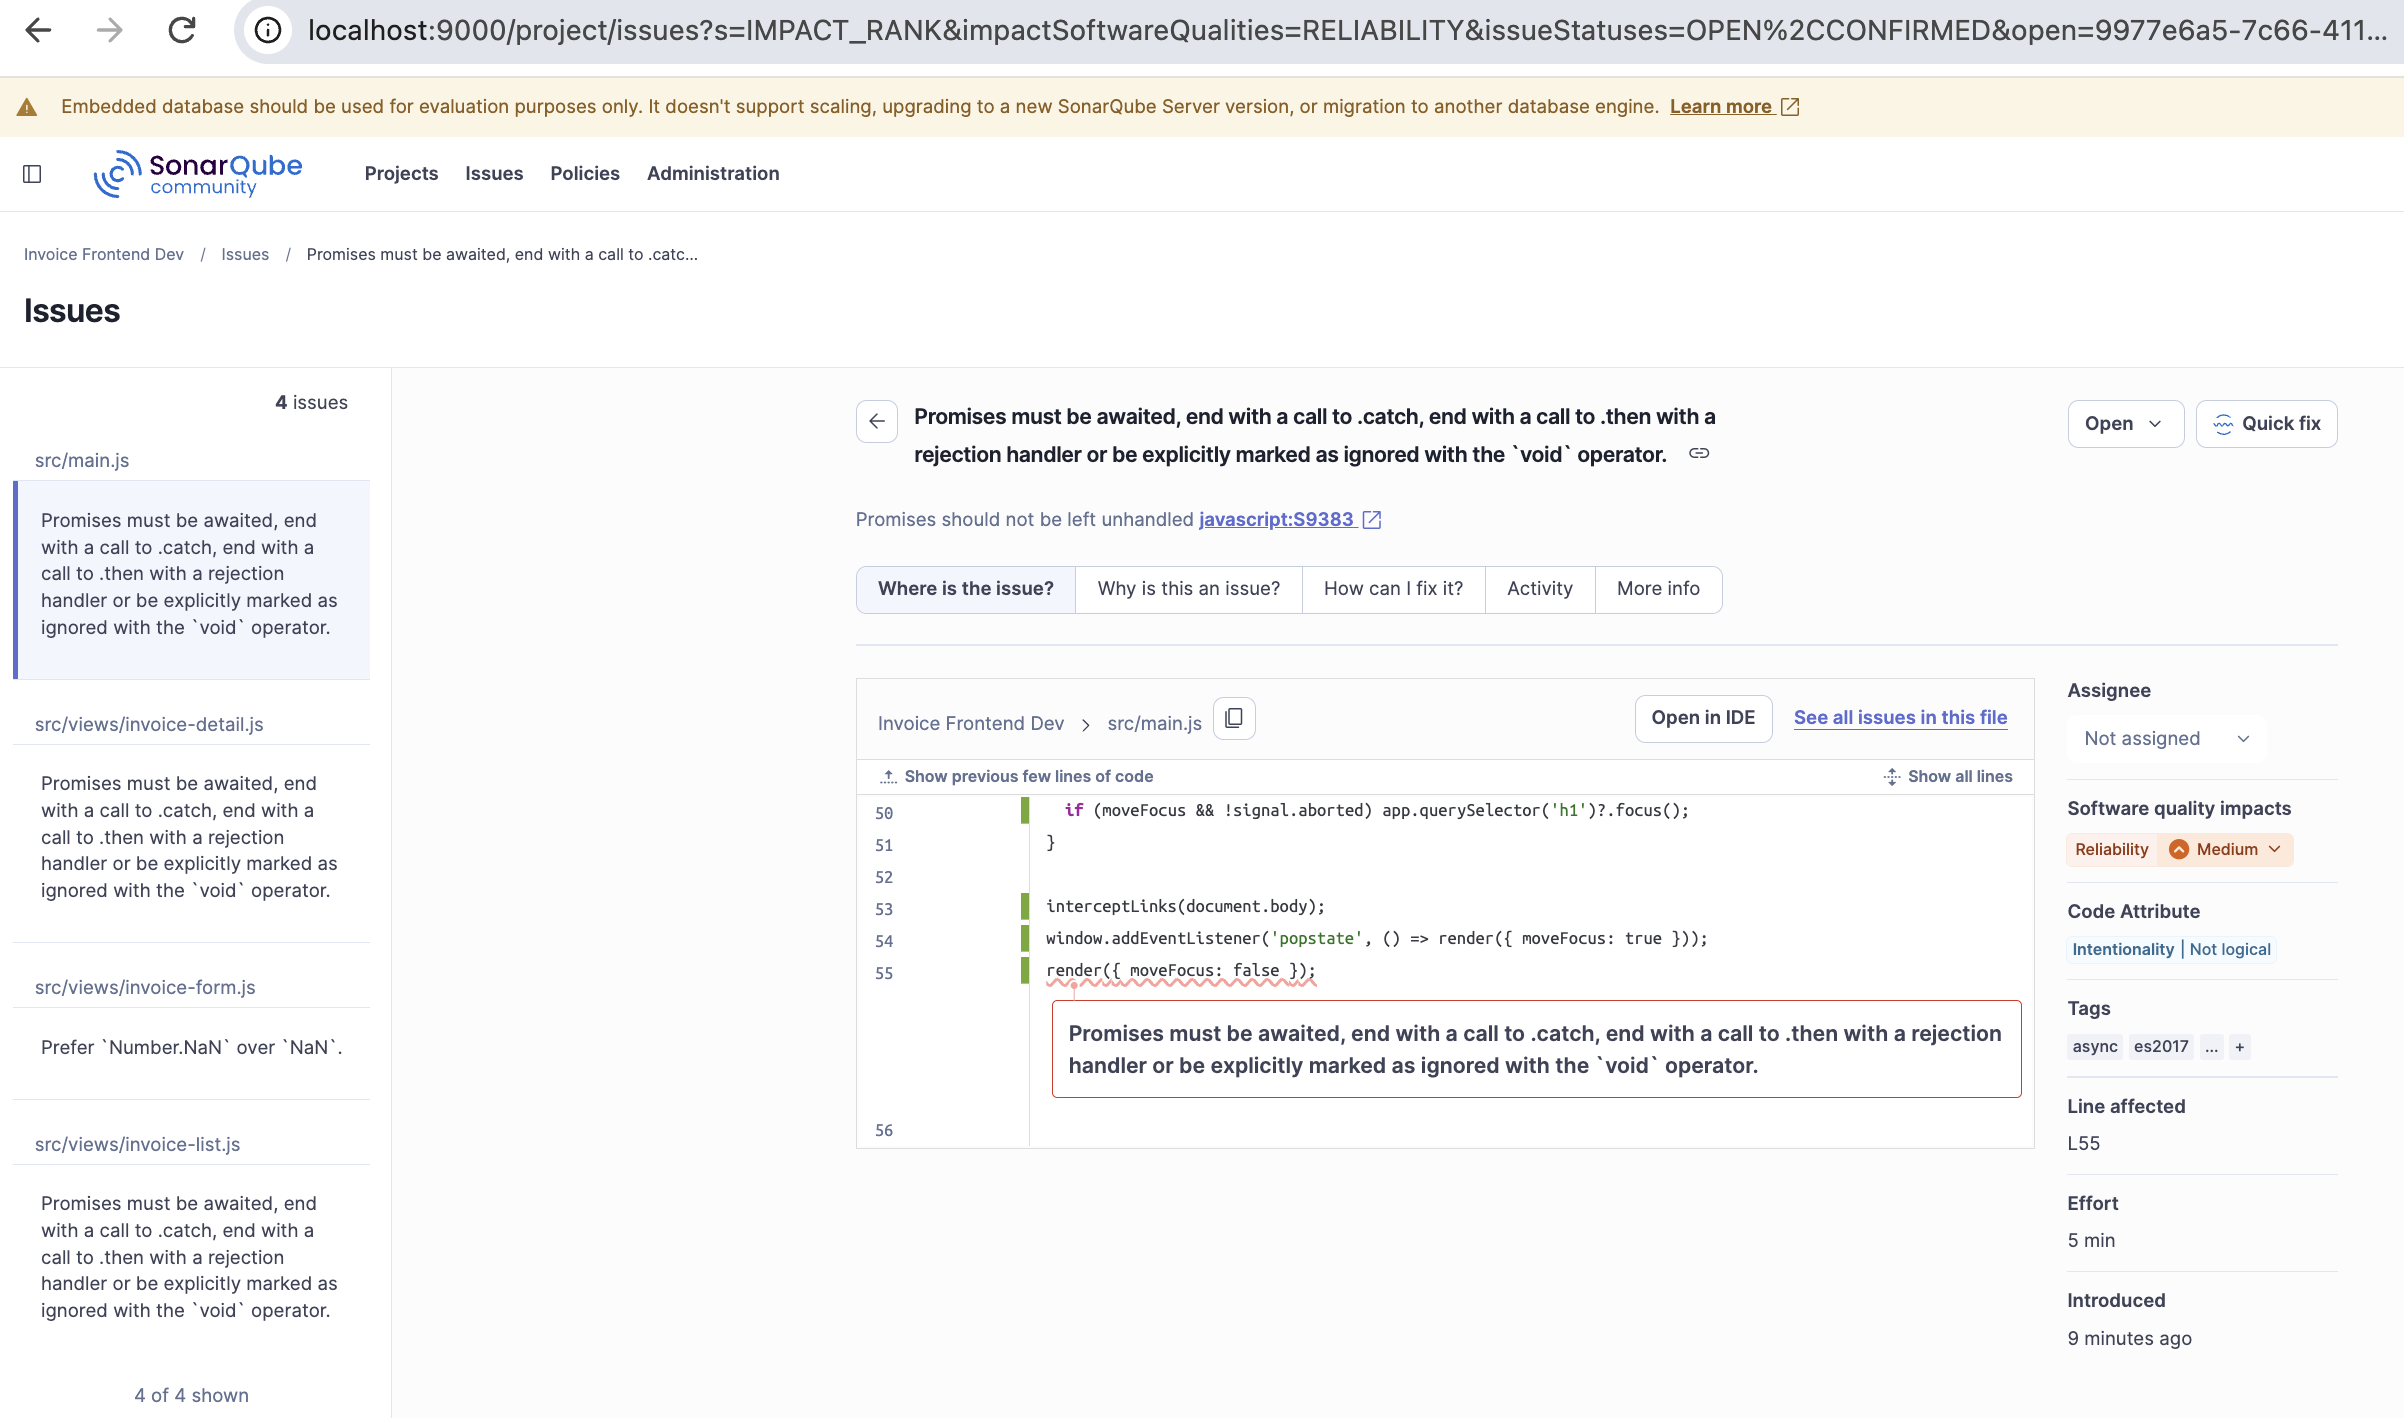 localhost:9000/project/issues?s=IMPACT_RANK&impactSoftwareQualities=RELIABILITY&issueStatuses=OPEN%2CCONFIRMED&open=9977e6a5-7c66-411...
Embedded database should be used for evaluation purposes only. It doesn't support scaling, upgrading to a new SonarQube Server version, or migration to another database engine. Learn more
SonarQube community
Projects Issues Policies Administration
Invoice Frontend Dev / Issues / Promises must be awaited, end with a call to .catc...
Issues
4 issues
src/main.js
Promises must be awaited, end
with a call to .catch, end with a
call to .then with a rejection
handler or be explicitly marked as
ignored with the `void` operator.
src/views/invoice-detail.js
Promises must be awaited, end
with a call to .catch, end with a
call to .then with a rejection
handler or be explicitly marked as
ignored with the `void` operator.
src/views/invoice-form.js
Prefer `Number.NaN` over `NaN`.
src/views/invoice-list.js
Promises must be awaited, end
with a call to .catch, end with a
call to .then with a rejection
handler or be explicitly marked as
ignored with the `void` operator.
4 of 4 shown
Promises must be awaited, end with a call to .catch, end with a call to .then with a
rejection handler or be explicitly marked as ignored with the `void` operator.
Open
Quick fix
Promises should not be left unhandled javascript:S9383
Where is the issue? Why is this an issue? How can I fix it? Activity More info
Invoice Frontend Dev > src/main.js
Open in IDE
See all issues in this file
Show previous few lines of code
Show all lines
50 if (moveFocus && !signal.aborted) app.querySelector('h1')?.focus();
51 }
52
53 interceptLinks(document.body);
54 window.addEventListener('popstate', () => render({ moveFocus: true }));
55 render({ moveFocus: false });
Promises must be awaited, end with a call to .catch, end with a call to .then with a rejection
handler or be explicitly marked as ignored with the `void` operator.
56
Assignee
Not assigned
Software quality impacts
Reliability Medium
Code Attribute
Intentionality | Not logical
Tags
async es2017 ... +
Line affected
L55
Effort
5 min
Introduced
9 minutes ago